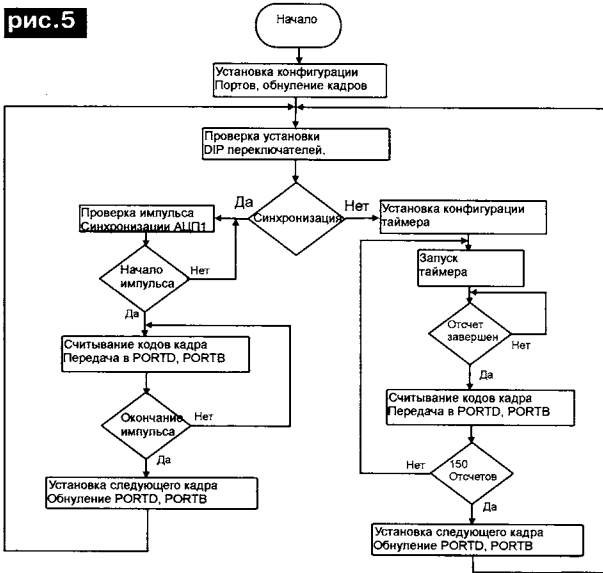 рис.5
Начало
Установка конфигурации
Портов, обнуление кадров
Проверка установки
DIP переключателей.
Синхронизация
Да
Нет
Проверка импульса
Синхронизации АЦП1
Начало
импульса
Нет
Да
Считывание кодов кадра
Передача в PORTD, PORTB
Окончание
импульса
Нет
Да
Установка следующего кадра
Обнуление PORTD, PORTB
Установка конфигурации
таймера
Запуск
таймера
Отсчет
завершен
Нет
Да
Считывание кодов кадра
Передача в PORTD, PORTB
150
Отсчетов
Нет
Да
Установка следующего кадра
Обнуление PORTD, PORTB